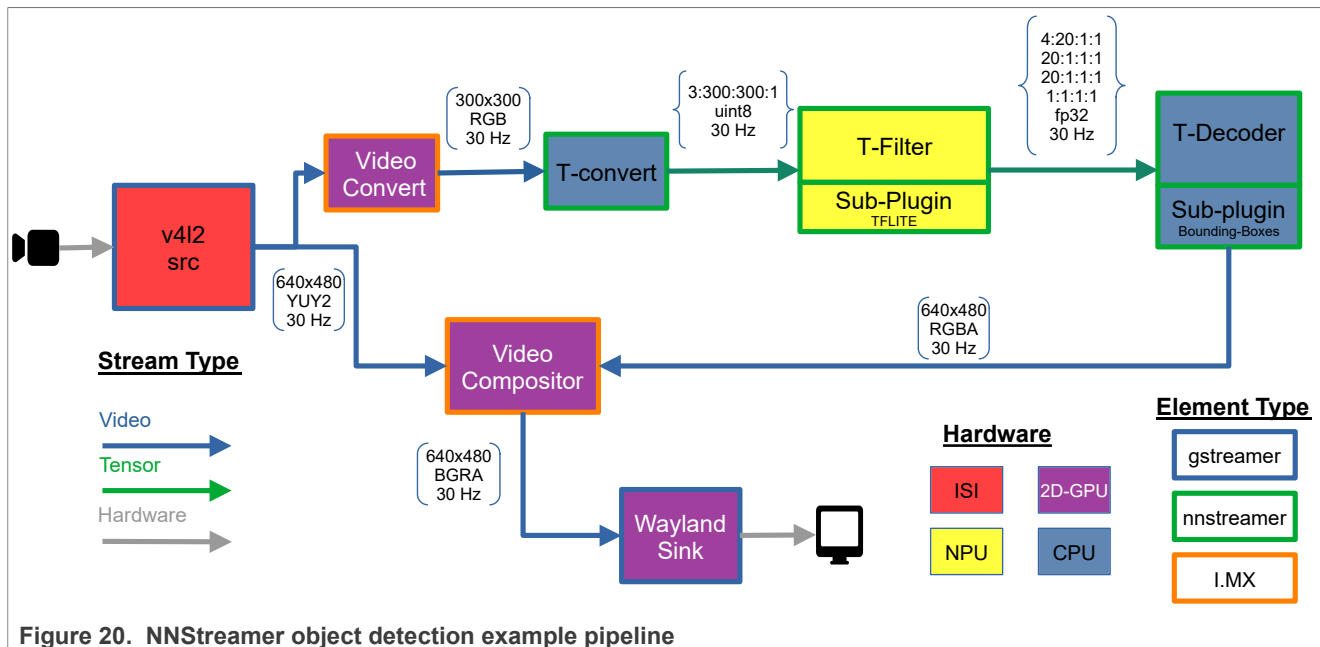 4:20:1:1
20:1:1:1
20:1:1:1
1:1:1:1
fp32
30 Hz
300x300
RGB
30 Hz
3:300:300:1
uint8
30 Hz
Video
Convert
T-convert
T-Filter
Sub-Plugin
TFLITE
T-Decoder
Sub-plugin
Bounding-Boxes
v4l2
src
640x480
YUY2
30 Hz
640x480
RGBA
30 Hz
Video
Compositor
Stream Type
Video
Tensor
Hardware
640x480
BGRA
30 Hz
Wayland
Sink
Hardware
ISI
2D-GPU
NPU
CPU
Element Type
gstreamer
nnstreamer
I.MX
Figure 20. NNStreamer object detection example pipeline